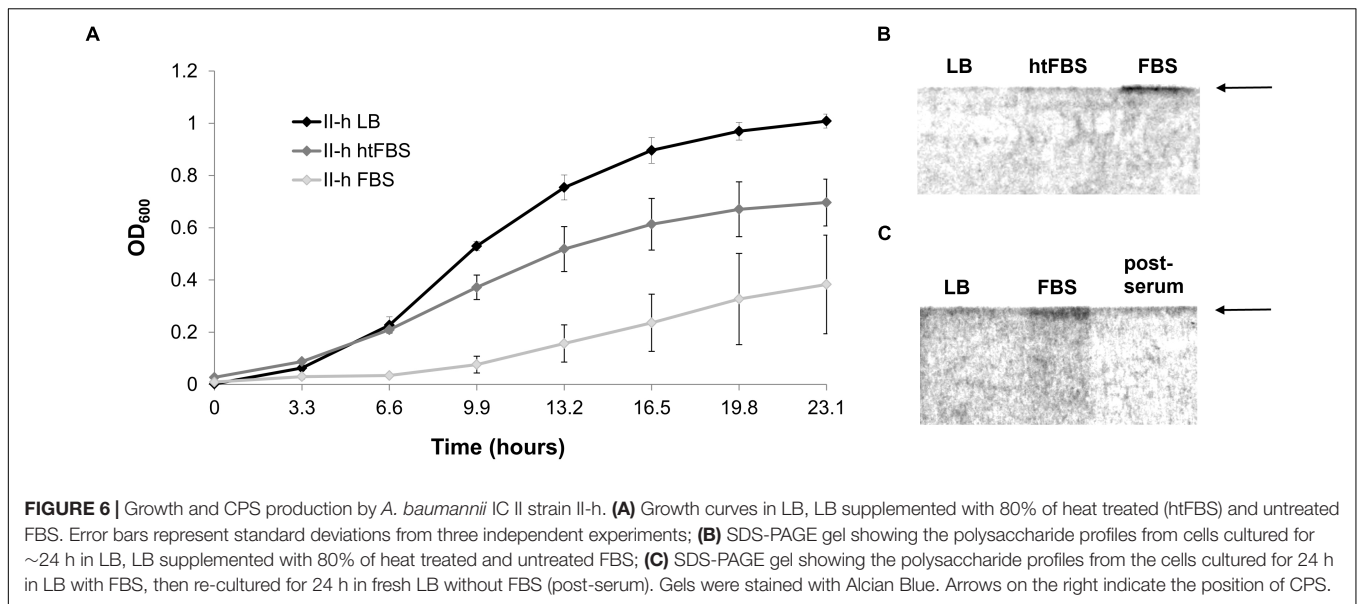 A
1.2
1
0.8
0.6
0.4
0.2
0
OD600
II-h LB
II-h htFBS
II-h FBS
0 3.3 6.6 9.9 13.2 16.5 19.8 23.1
Time (hours)
B
LB htFBS FBS
C
LB FBS post-
serum
FIGURE 6 | Growth and CPS production by A. baumannii IC II strain II-h. (A) Growth curves in LB, LB supplemented with 80% of heat treated (htFBS) and untreated
FBS. Error bars represent standard deviations from three independent experiments; (B) SDS-PAGE gel showing the polysaccharide profiles from cells cultured for
~24 h in LB, LB supplemented with 80% of heat treated and untreated FBS; (C) SDS-PAGE gel showing the polysaccharide profiles from the cells cultured for 24 h
in LB with FBS, then re-cultured for 24 h in fresh LB without FBS (post-serum). Gels were stained with Alcian Blue. Arrows on the right indicate the position of CPS.